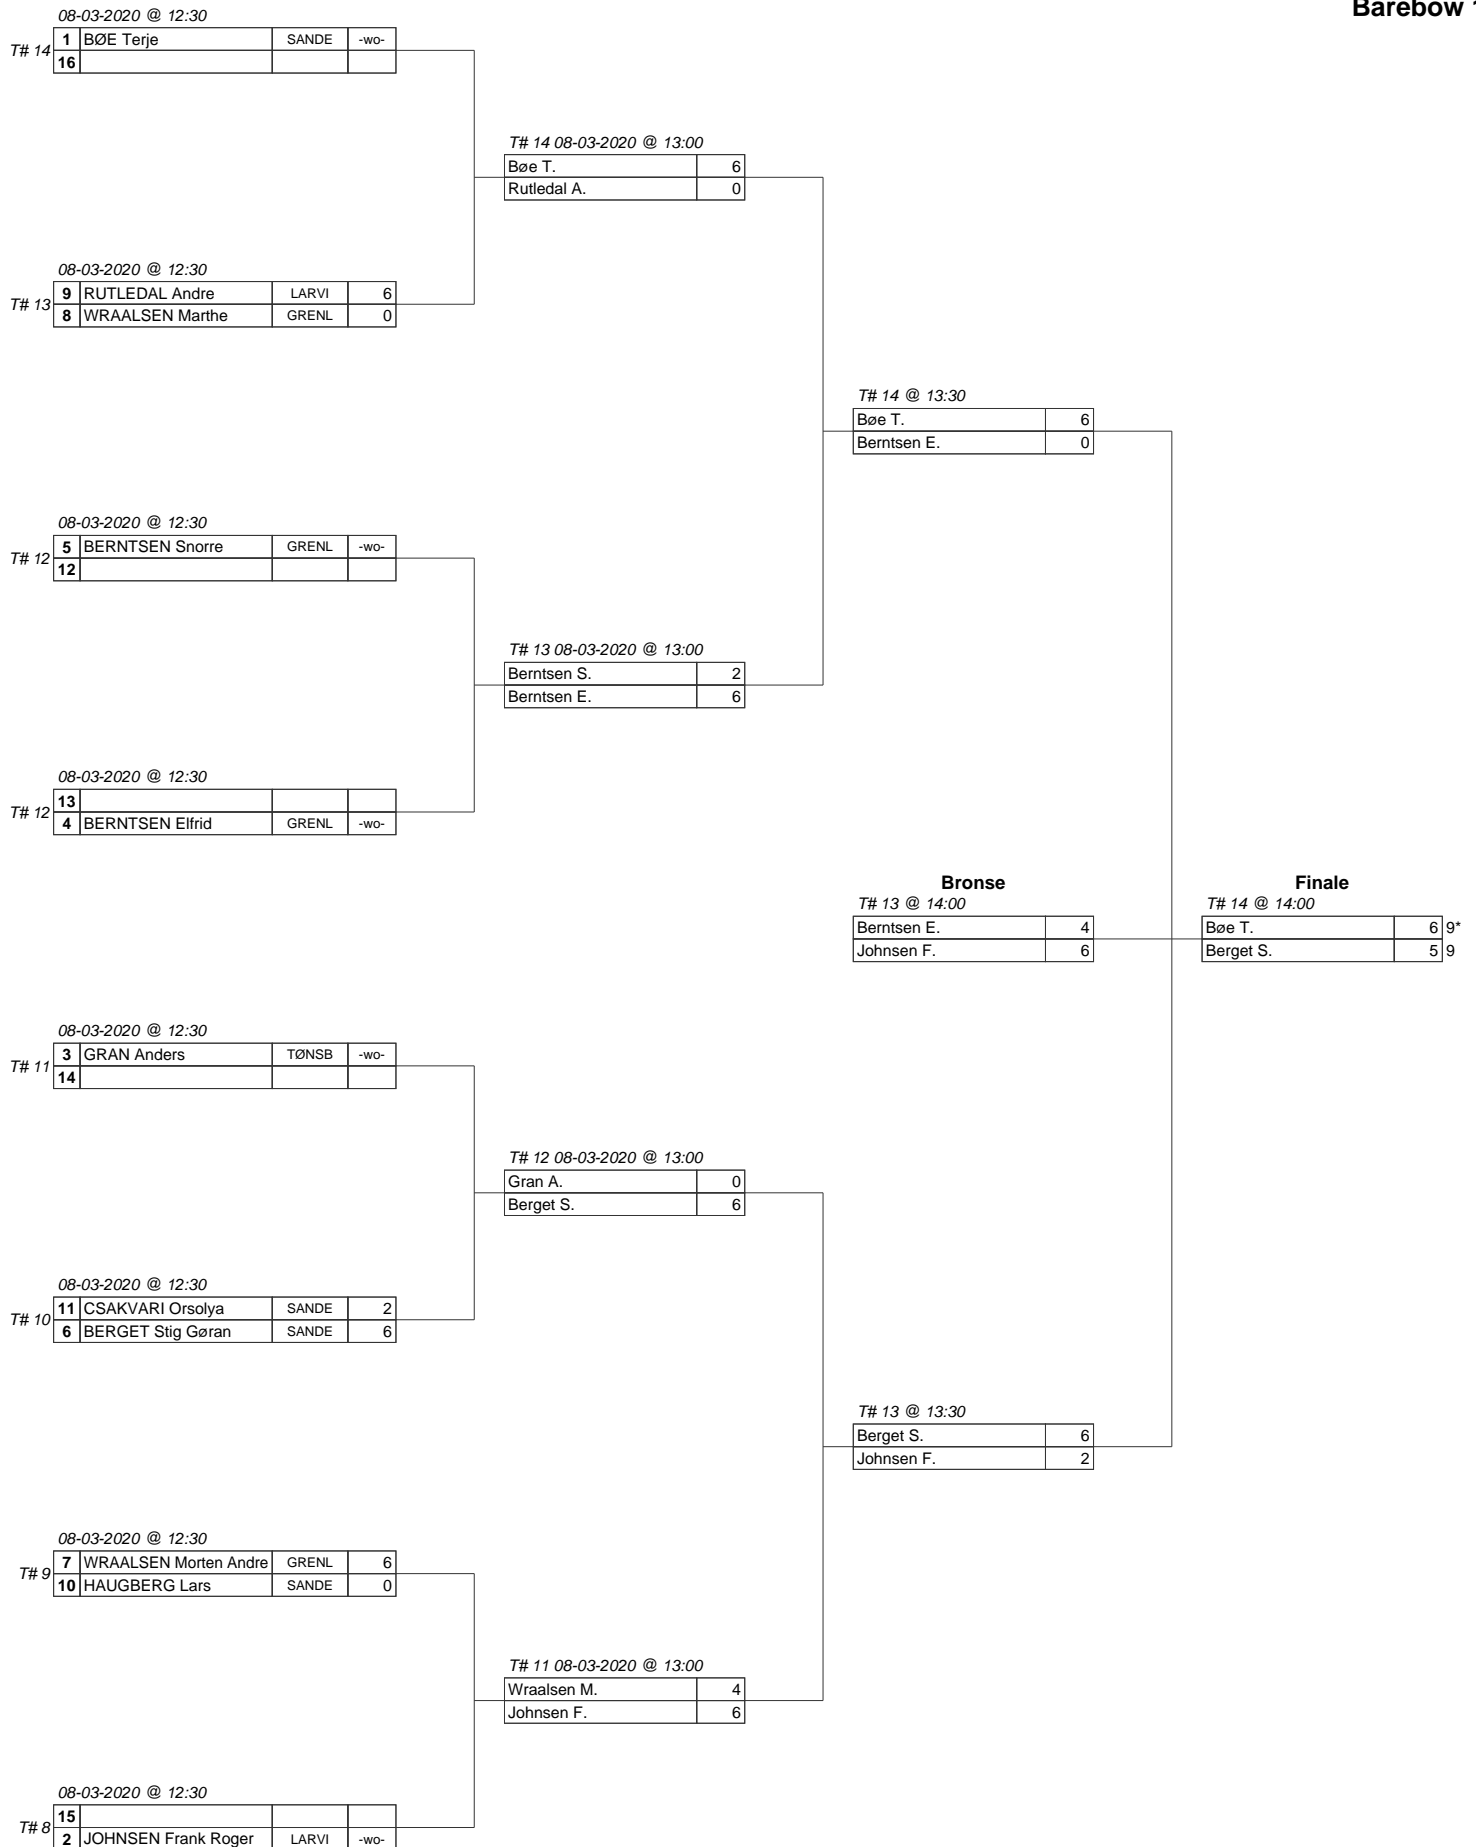 Barebow
08-03-2020 @ 12:30
T# 14
1 BØE Terje SANDE -wo-
16
T# 14 08-03-2020 @ 13:00
Bøe T. 6
Rutledal A. 0
08-03-2020 @ 12:30
T# 13
9 RUTLEDAL Andre LARVI 6
8 WRAALSEN Marthe GRENL 0
T# 14 @ 13:30
Bøe T. 6
Berntsen E. 0
08-03-2020 @ 12:30
T# 12
5 BERNTSEN Snorre GRENL -wo-
12
T# 13 08-03-2020 @ 13:00
Berntsen S. 2
Berntsen E. 6
08-03-2020 @ 12:30
T# 12
13
4 BERNTSEN Elfrid GRENL -wo-
Bronse
T# 13 @ 14:00
Berntsen E. 4
Johnsen F. 6
Finale
T# 14 @ 14:00
Bøe T. 6 9*
Berget S. 5 9
08-03-2020 @ 12:30
T# 11
3 GRAN Anders TØNSB -wo-
14
T# 12 08-03-2020 @ 13:00
Gran A. 0
Berget S. 6
08-03-2020 @ 12:30
T# 10
11 CSAKVARI Orsolya SANDE 2
6 BERGET Stig Gøran SANDE 6
T# 13 @ 13:30
Berget S. 6
Johnsen F. 2
08-03-2020 @ 12:30
T# 9
7 WRAALSEN Morten Andre GRENL 6
10 HAUGBERG Lars SANDE 0
T# 11 08-03-2020 @ 13:00
Wraalsen M. 4
Johnsen F. 6
08-03-2020 @ 12:30
T# 8
15
2 JOHNSEN Frank Roger LARVI -wo-